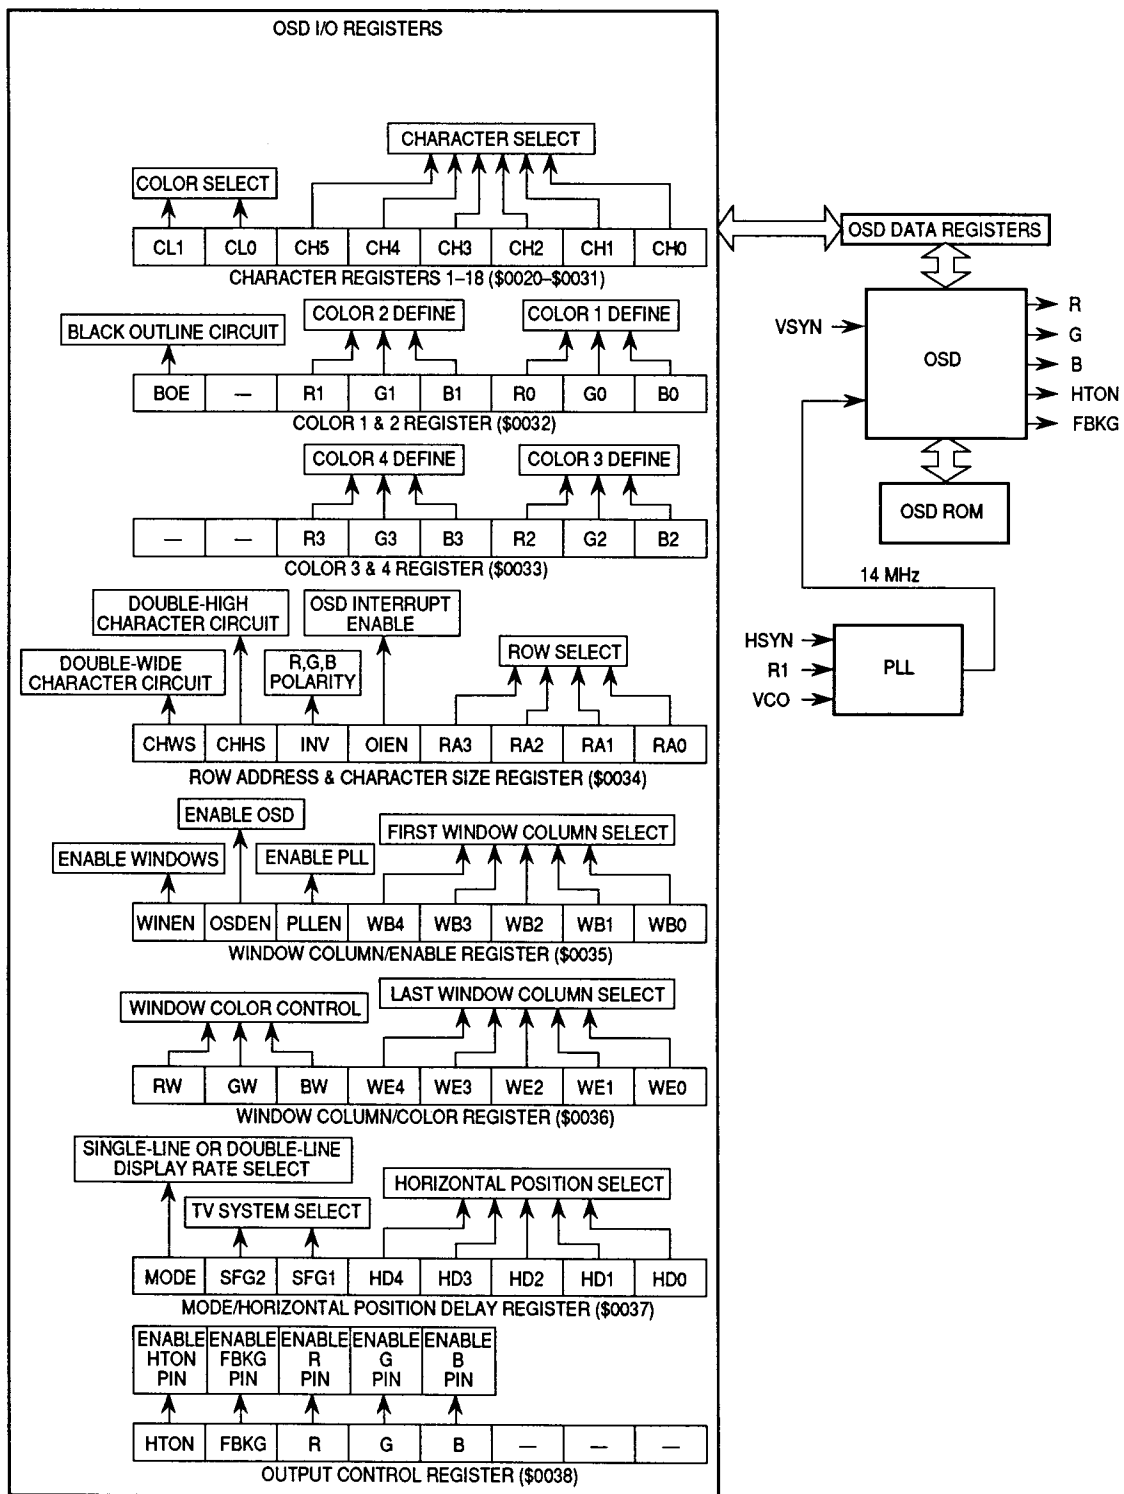 OSD I/O REGISTERS
CHARACTER SELECT
COLOR SELECT
CL1 CL0 CH5 CH4 CH3 CH2 CH1 CH0
CHARACTER REGISTERS 1–18 ($0020–$0031)
COLOR 2 DEFINE COLOR 1 DEFINE
BLACK OUTLINE CIRCUIT
BOE — R1 G1 B1 R0 G0 B0
COLOR 1 & 2 REGISTER ($0032)
COLOR 4 DEFINE COLOR 3 DEFINE
— — R3 G3 B3 R2 G2 B2
COLOR 3 & 4 REGISTER ($0033)
DOUBLE-HIGH
CHARACTER CIRCUIT
OSD INTERRUPT
ENABLE
DOUBLE-WIDE
CHARACTER CIRCUIT
R,G,B
POLARITY
ROW SELECT
CHWS CHHS INV OIEN RA3 RA2 RA1 RA0
ROW ADDRESS & CHARACTER SIZE REGISTER ($0034)
ENABLE OSD
FIRST WINDOW COLUMN SELECT
ENABLE WINDOWS ENABLE PLL
WINEN OSDEN PLLEN WB4 WB3 WB2 WB1 WB0
WINDOW COLUMN/ENABLE REGISTER ($0035)
LAST WINDOW COLUMN SELECT
WINDOW COLOR CONTROL
RW GW BW WE4 WE3 WE2 WE1 WE0
WINDOW COLUMN/COLOR REGISTER ($0036)
SINGLE-LINE OR DOUBLE-LINE
DISPLAY RATE SELECT
HORIZONTAL POSITION SELECT
TV SYSTEM SELECT
MODE SFG2 SFG1 HD4 HD3 HD2 HD1 HD0
MODE/HORIZONTAL POSITION DELAY REGISTER ($0037)
ENABLE ENABLE ENABLE ENABLE ENABLE
HTON FBKG R G B
PIN PIN PIN PIN PIN
HTON FBKG R G B — — —
OUTPUT CONTROL REGISTER ($0038)
OSD DATA REGISTERS
VSYN
OSD
R
G
B
HTON
FBKG
OSD ROM
14 MHz
HSYN
R1
VCO
PLL